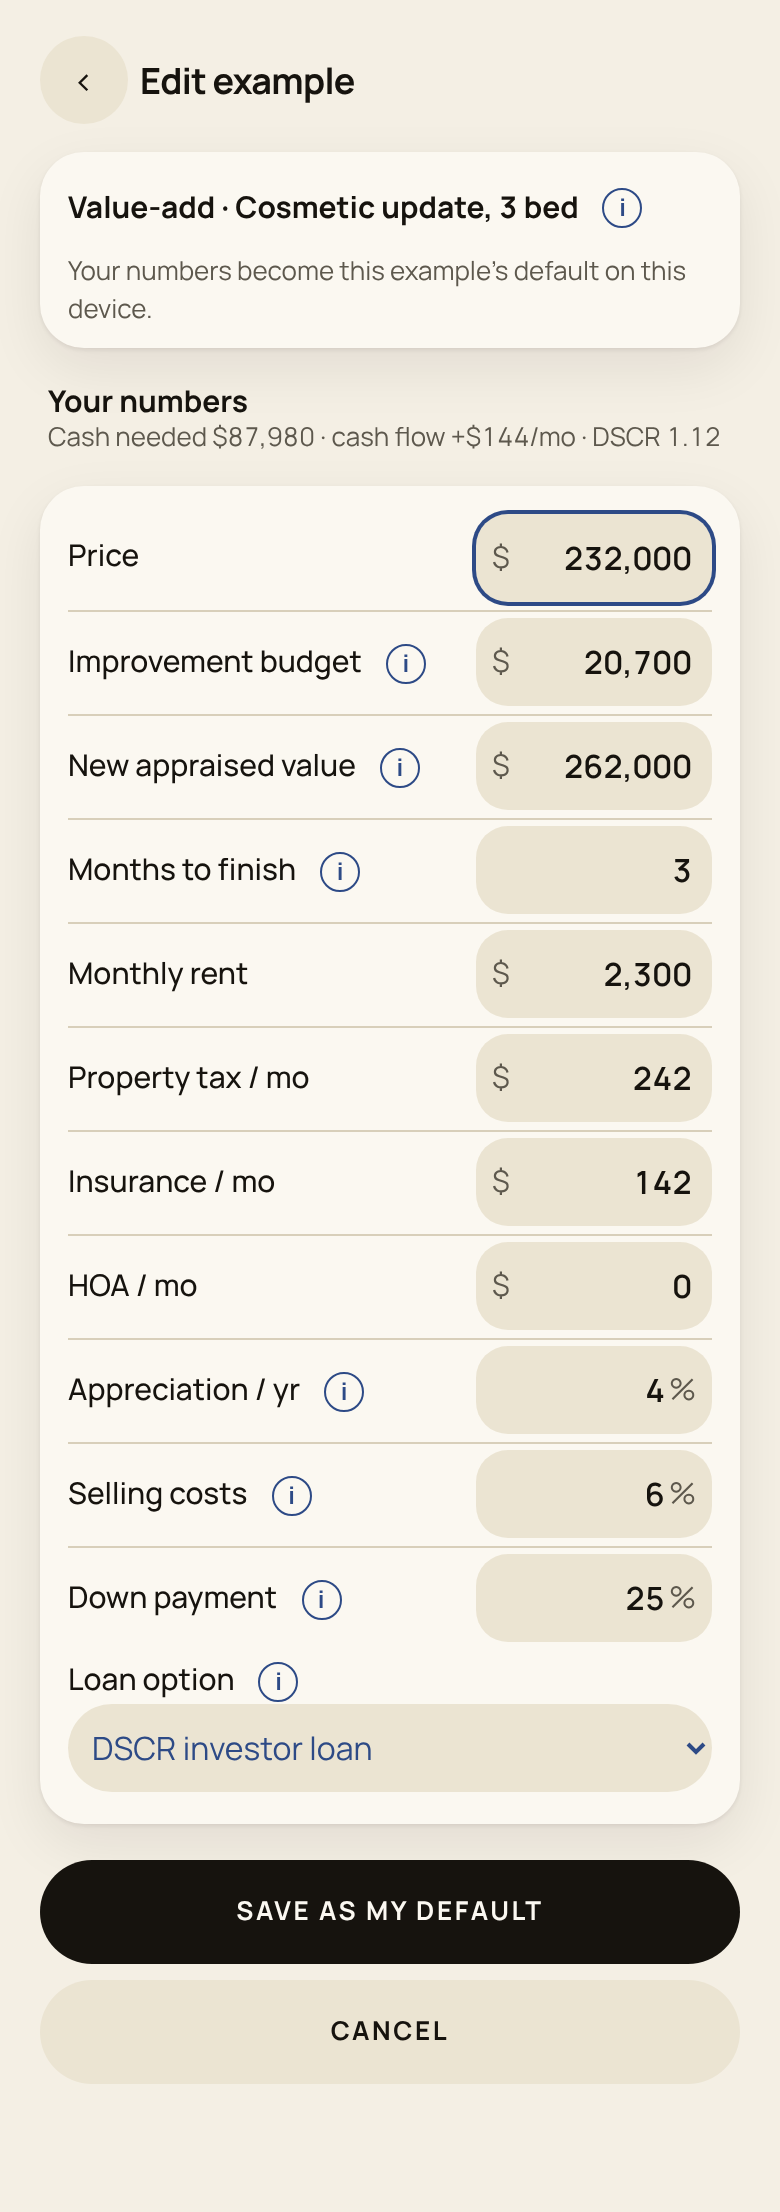 Edit example
Value-add · Cosmetic update, 3 bed i
Your numbers become this example’s default on this
device.
Your numbers
Cash needed $87,980 · cash flow +$144/mo · DSCR 1.12
Price $ 232,000
Improvement budget i $ 20,700
New appraised value i $ 262,000
Months to finish i 3
Monthly rent $ 2,300
Property tax / mo $ 242
Insurance / mo $ 142
HOA / mo $ 0
Appreciation / yr i 4 %
Selling costs i 6 %
Down payment i 25 %
Loan option i
DSCR investor loan
SAVE AS MY DEFAULT
CANCEL